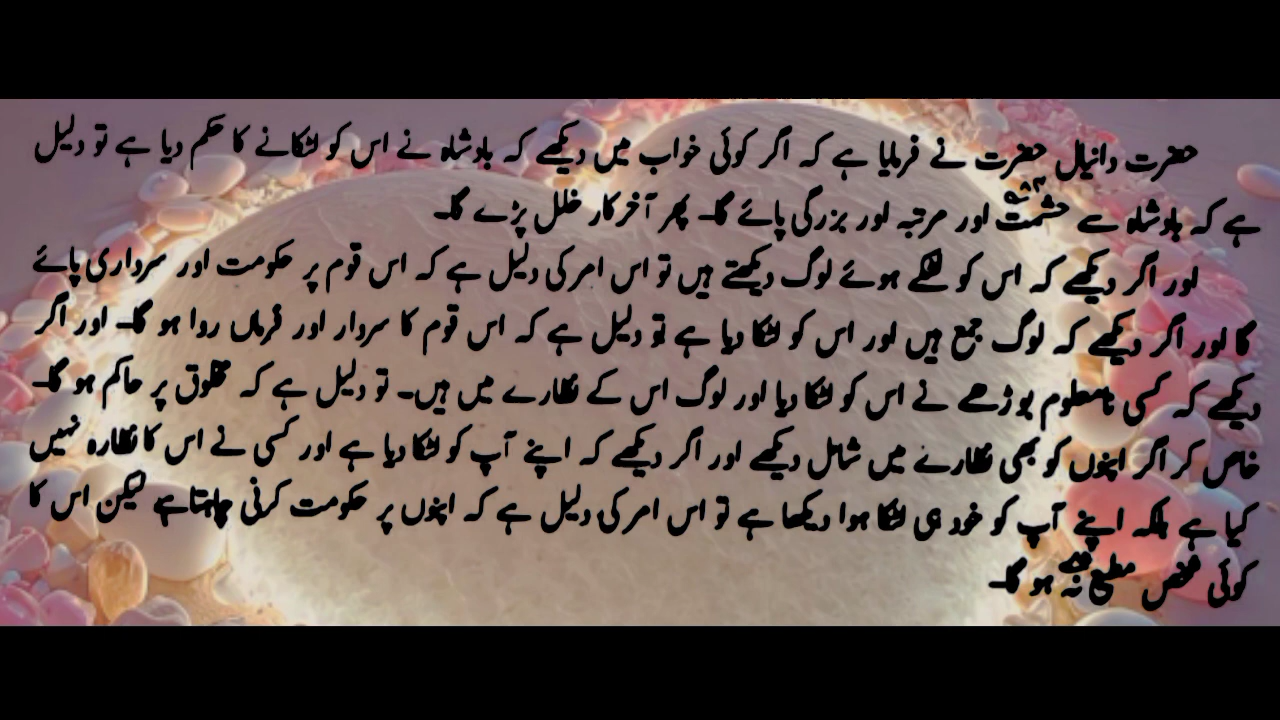 حضرت دانیال حضرت نے فرمایا ہے کہ اگر کوئی خواب میں دیکھے کہ بادشاہ نے اس کو لٹکانے کا حکم دیا ہے تو دلیل
ہے کہ بادشاہ سے حشمت اور مرتبہ اور بزرگی پائے گا۔ پھر آخرکار خلل پڑے گا۔
اور اگر دیکھے کہ اس کو لٹکے ہوئے لوگ دیکھتے ہیں تو اس امر کی دلیل ہے کہ اس قوم پر حکومت اور سرداری پائے
گا اور اگر دیکھے کہ لوگ جمع ہیں اور اس کو لٹکا دیا ہے تو دلیل ہے کہ اس قوم کا سردار اور فرماں روا ہو گا۔ اور اگر
دیکھے کہ کسی نامعلوم بوڑھے نے اس کو لٹکا دیا اور لوگ اس کے نظارے میں ہیں۔ تو دلیل ہے کہ مخلوق پر حاکم ہو گا۔
خاص کر اگر اپنوں کو بھی نظارے میں شامل دیکھے اور اگر دیکھے کہ اپنے آپ کو لٹکا دیا ہے اور کسی نے اس کا نظارہ نہیں
کیا ہے بلکہ اپنے آپ کو خود ہی لٹکا ہوا دیکھا ہے تو اس امر کی دلیل ہے کہ اپنوں پر حکومت کرنی چاہتا ہے لیکن اس کا
کوئی شخص مطیع نہ ہو گا۔